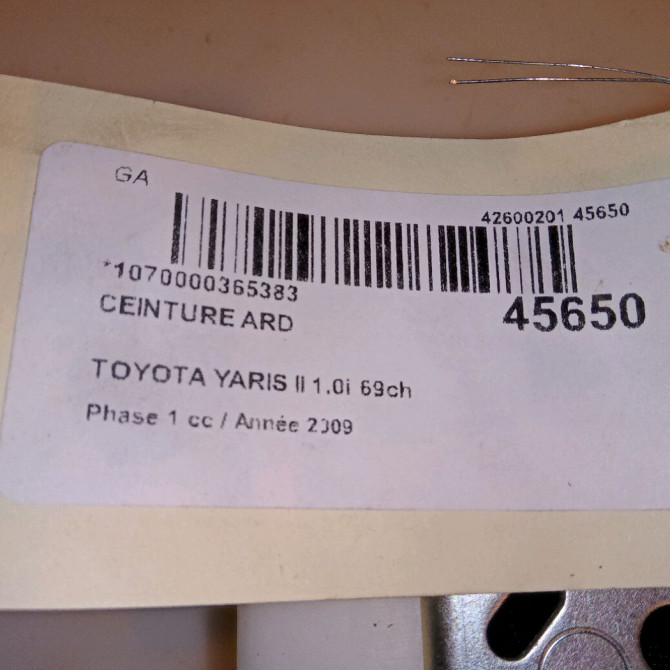 GA
42600201 45650
*1070000365383
45650
CEINTURE ARD
TOYOTA YARIS II 1.0i 69ch
Phase 1 cc / Année 2009